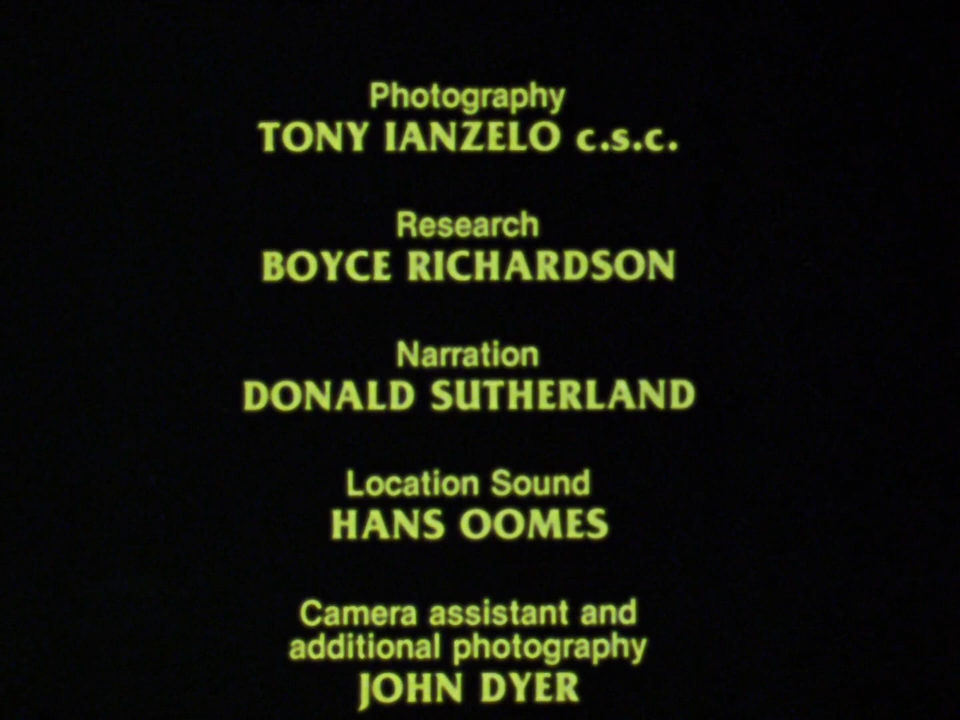 Photography
TONY IANZELO c.s.c.
Research
BOYCE RICHARDSON
Narration
DONALD SUTHERLAND
Location Sound
HANS OOMES
Camera assistant and
additional photography
JOHN DYER